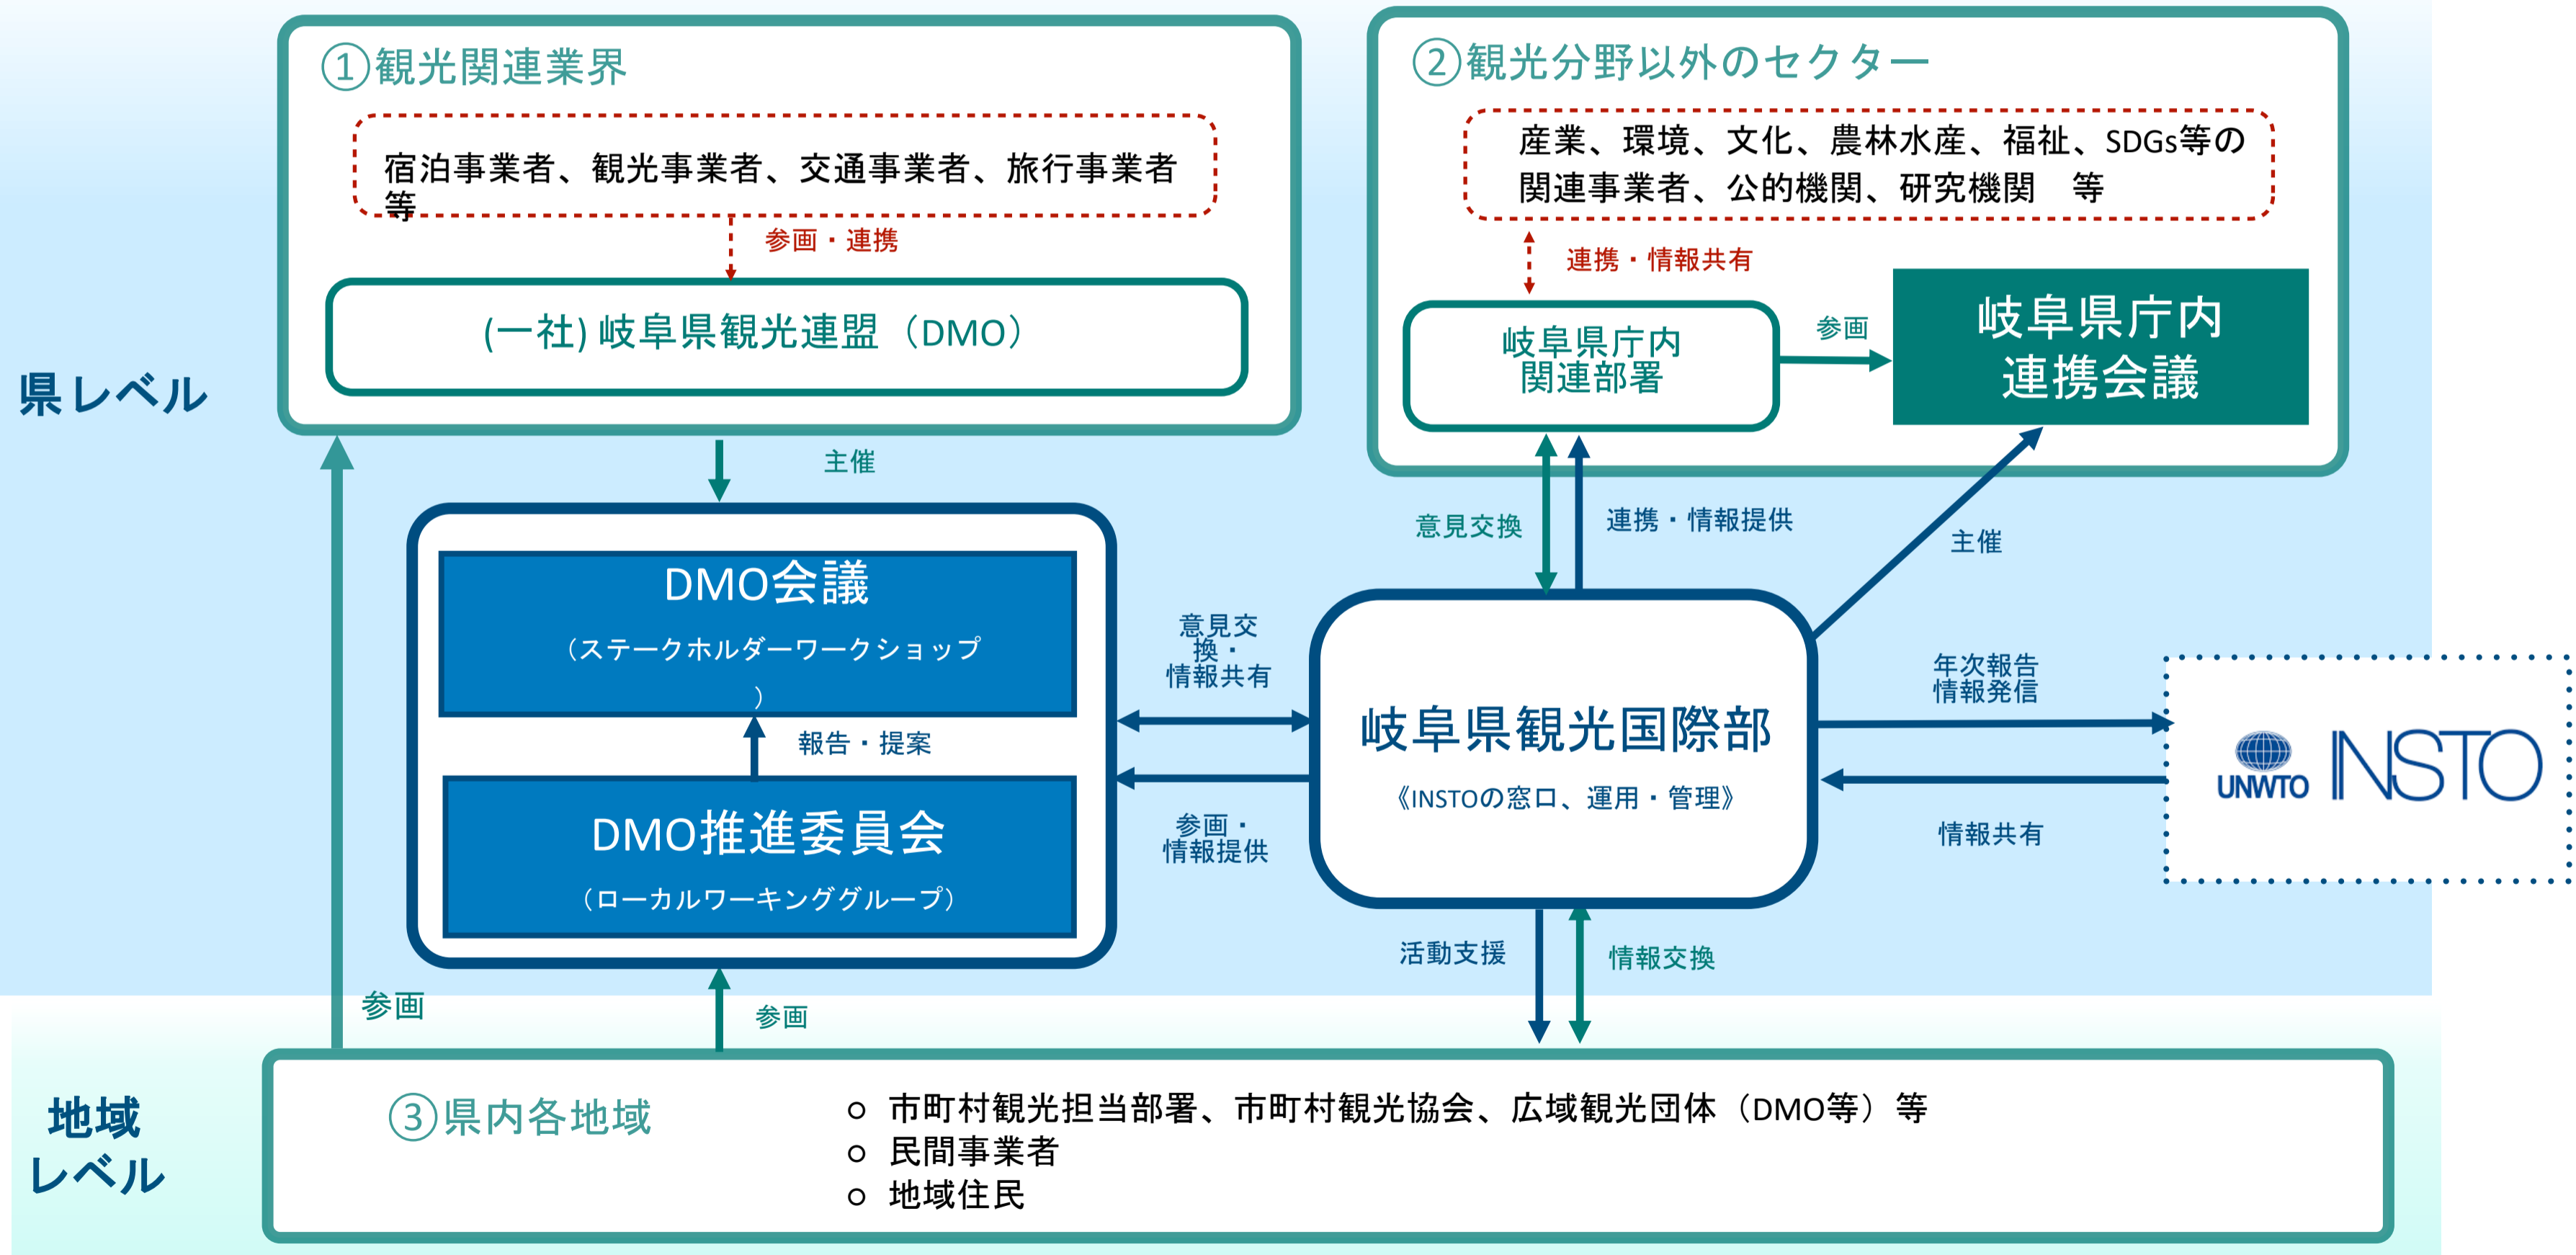 ①観光関連業界
宿泊事業者、観光事業者、交通事業者、旅行事業者
等
参画・連携
(一社) 岐阜県観光連盟（DMO）
②観光分野以外のセクター
産業、環境、文化、農林水産、福祉、SDGs等の
関連事業者、公的機関、研究機関　等
連携・情報共有
岐阜県庁内
関連部署
参画
岐阜県庁内
連携会議
県レベル
主催
DMO会議
（ステークホルダーワークショップ
）
報告・提案
DMO推進委員会
（ローカルワーキンググループ）
意見交
換・
情報共有
参画・
情報提供
意見交換
連携・情報提供
主催
岐阜県観光国際部
《INSTOの窓口、運用・管理》
年次報告
情報発信
情報共有
UNWTO INSTO
活動支援
情報交換
参画
参画
地域
レベル
③県内各地域
○ 市町村観光担当部署、市町村観光協会、広域観光団体（DMO等）等
○ 民間事業者
○ 地域住民